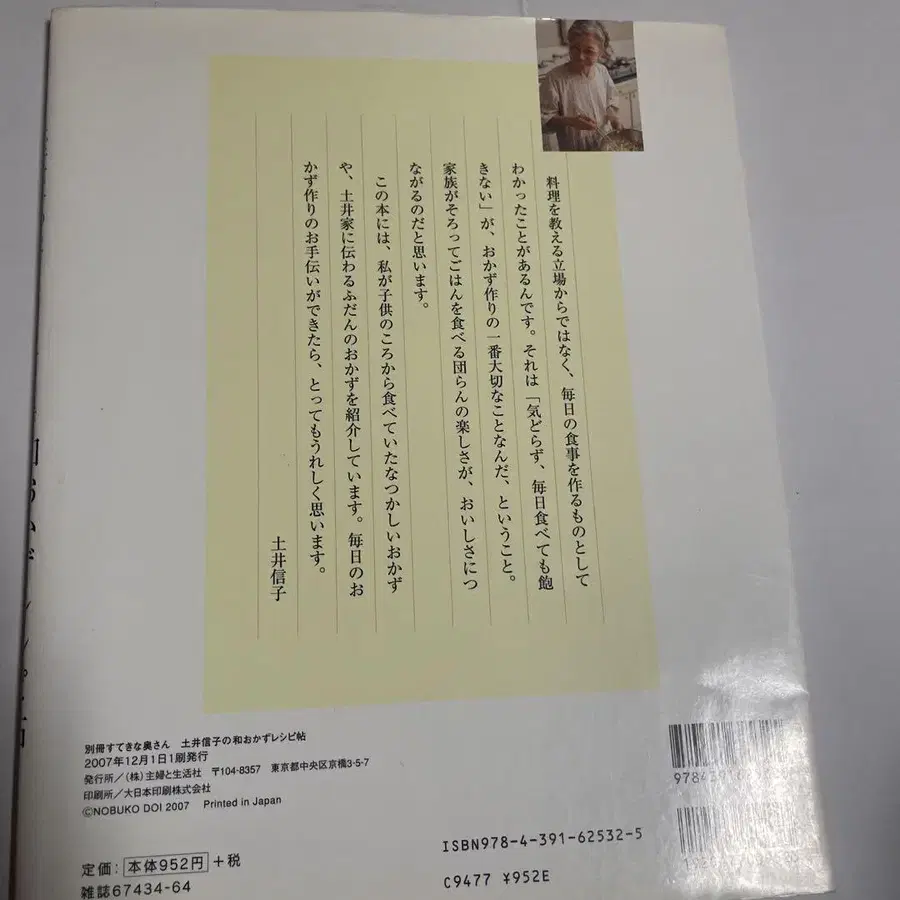 料理を教える立場からではなく、毎日の食事を作るものとして
わかったことがあるんです。それは「気どらず、毎日食べても飽
きない」が、おかず作りの一番大切なことなんだ、ということ。
家族がそろってごはんを食べる団らんの楽しさが、おいしさにつ
ながるのだと思います。
この本には、私が子供のころから食べていたなつかしいおかず
や、土井家に伝わるふだんのおかずを紹介しています。毎日のお
かず作りのお手伝いができたら、とってもうれしく思います。
土井信子
別冊すてきな奥さん 土井信子の和おかずレシピ帖
2007年12月1日1刷発行
発行所/(株)主婦と生活社 〒104-8357 東京都中央区京橋3-5-7
印刷所/大日本印刷株式会社
©NOBUKO DOI 2007 Printed in Japan
定価:本体952円+税
雑誌67434-64
ISBN978-4-391-62532-5
C9477 ¥952E